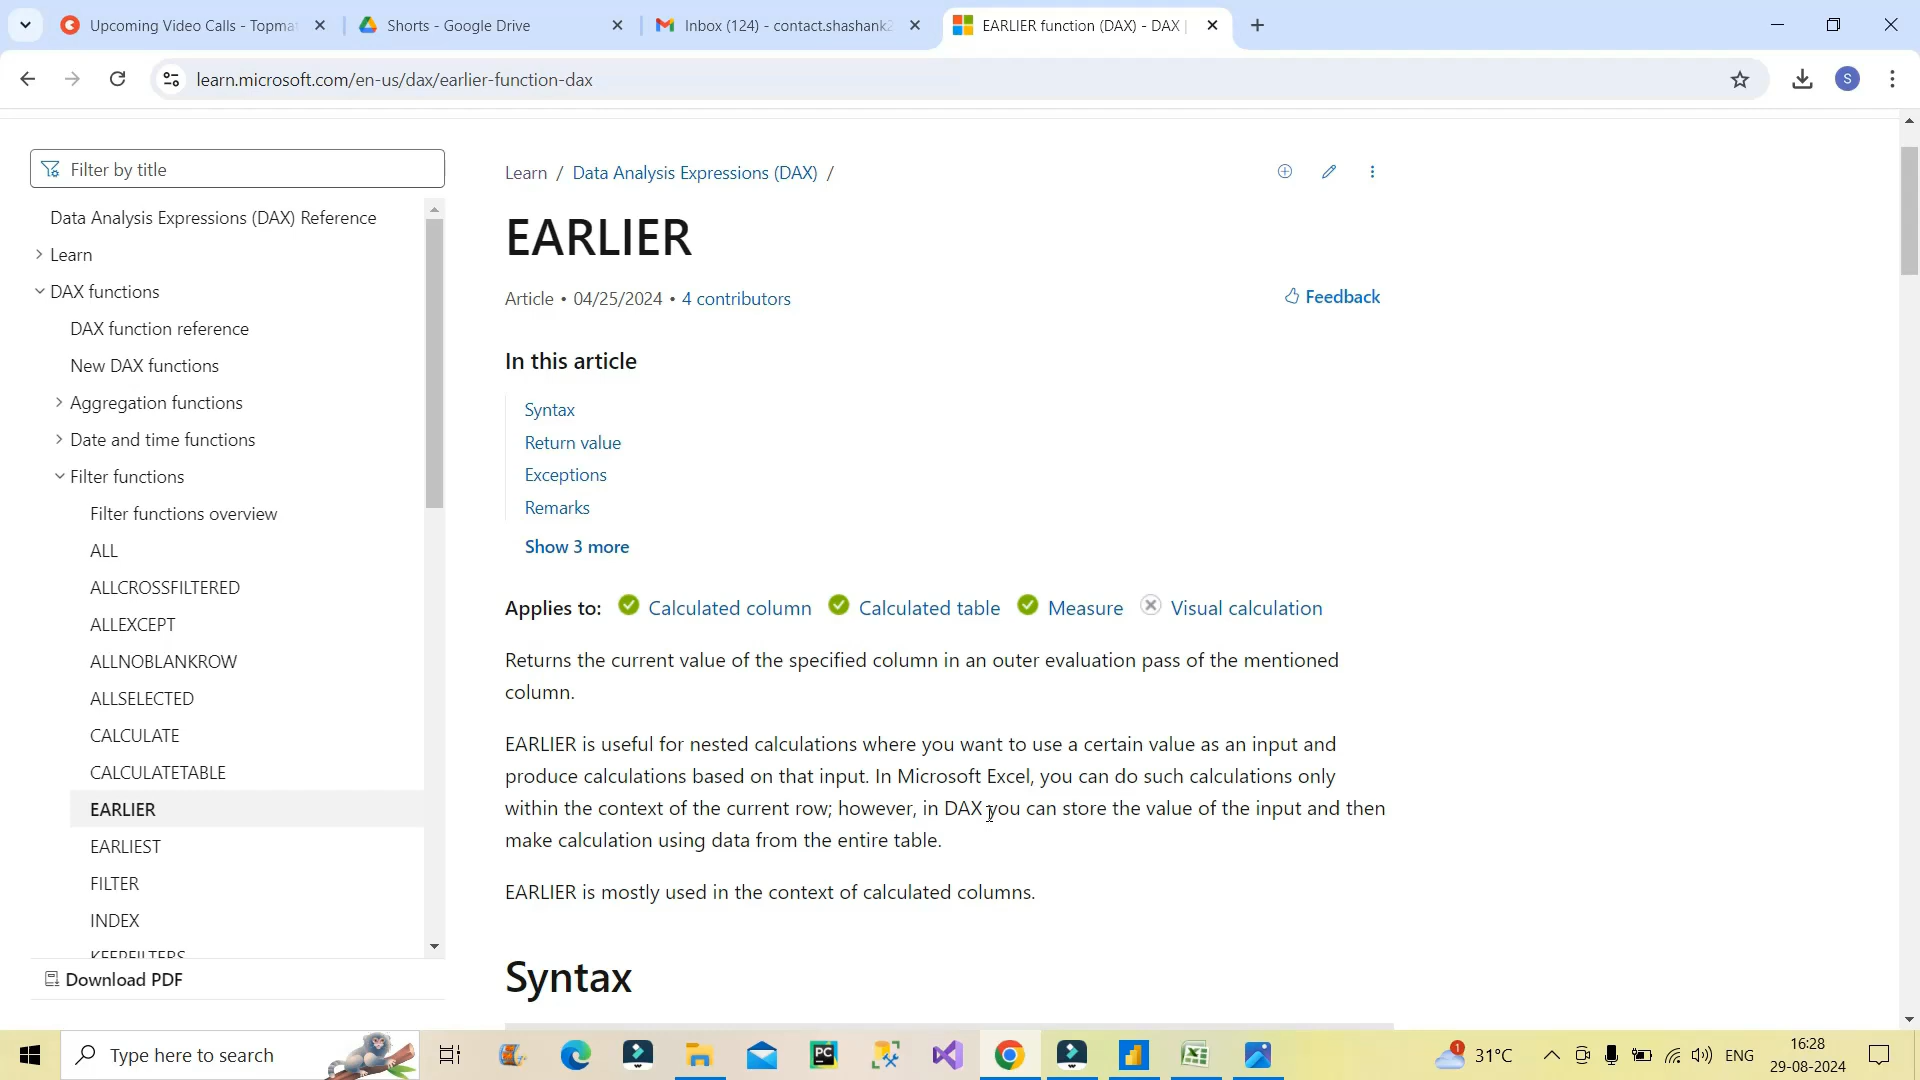 Upcoming Video Calls - Topma
Shorts - Google Drive
Inbox (124) - contact.shashank2
EARLIER function (DAX) - DAX |
learn.microsoft.com/en-us/dax/earlier-function-dax
S
Filter by title
Data Analysis Expressions (DAX) Reference
Learn
DAX functions
DAX function reference
New DAX functions
Aggregation functions
Date and time functions
Filter functions
Filter functions overview
ALL
ALLCROSSFILTERED
ALLEXCEPT
ALLNOBLANKROW
ALLSELECTED
CALCULATE
CALCULATETABLE
EARLIER
EARLIEST
FILTER
INDEX
KEEPFILTERS
Download PDF
Learn / Data Analysis Expressions (DAX) /
EARLIER
Article • 04/25/2024 • 4 contributors
Feedback
In this article
Syntax
Return value
Exceptions
Remarks
Show 3 more
Applies to: Calculated column Calculated table Measure Visual calculation
Returns the current value of the specified column in an outer evaluation pass of the mentioned
column.
EARLIER is useful for nested calculations where you want to use a certain value as an input and
produce calculations based on that input. In Microsoft Excel, you can do such calculations only
within the context of the current row; however, in DAX you can store the value of the input and then
make calculation using data from the entire table.
EARLIER is mostly used in the context of calculated columns.
Syntax
Type here to search
PC
1
31°C
ENG
16:28
29-08-2024